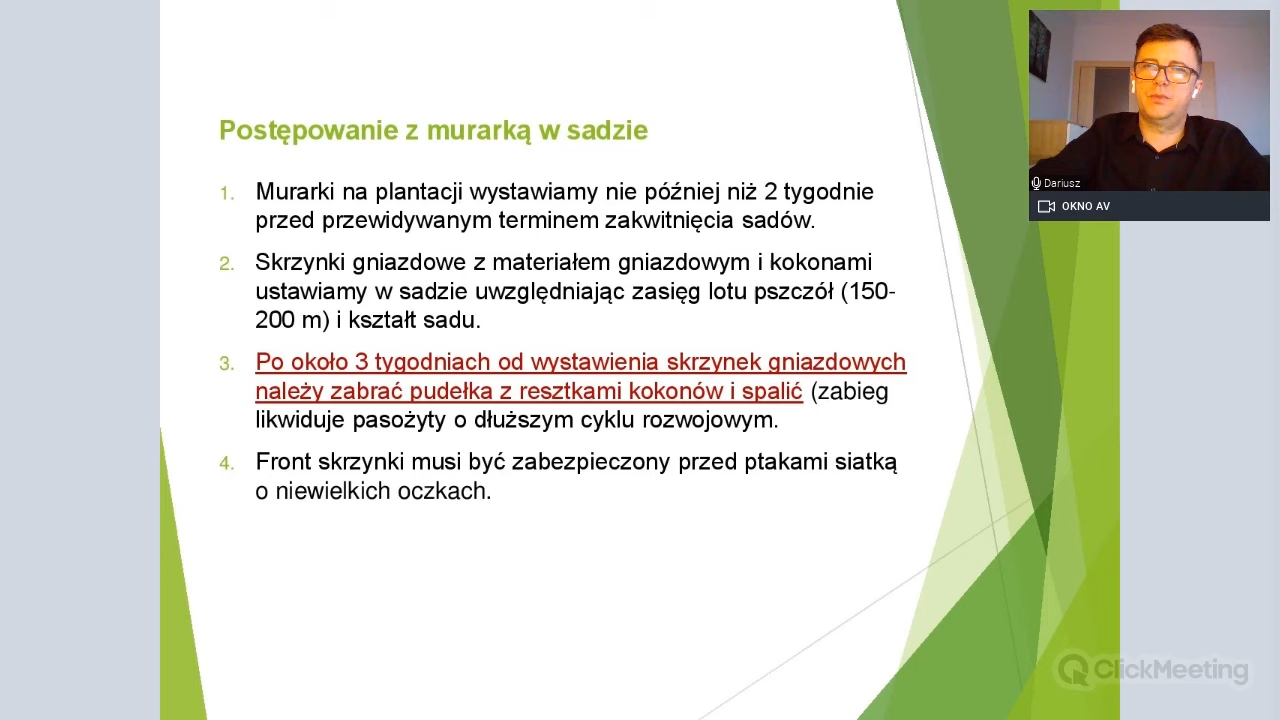 Postępowanie z murarką w sadzie
1. Murarki na plantacji wystawiamy nie później niż 2 tygodnie
przed przewidywanym terminem zakwitnięcia sadów.
2. Skrzynki gniazdowe z materiałem gniazdowym i kokonami
ustawiamy w sadzie uwzględniając zasięg lotu pszczół (150-
200 m) i kształt sadu.
3. Po około 3 tygodniach od wystawienia skrzynek gniazdowych
należy zabrać pudełka z resztkami kokonów i spalić (zabieg
likwiduje pasożyty o dłuższym cyklu rozwojowym.
4. Front skrzynki musi być zabezpieczony przed ptakami siatką
o niewielkich oczkach.
Dariusz
OKNO AV
ClickMeeting